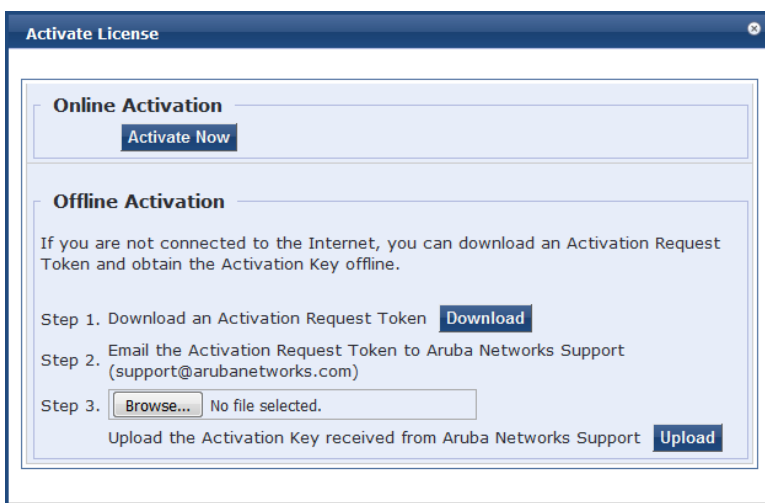 Activate License
Online Activation
Activate Now
Offline Activation
If you are not connected to the Internet, you can download an Activation Request
Token and obtain the Activation Key offline.
Step 1. Download an Activation Request Token Download
Step 2. Email the Activation Request Token to Aruba Networks Support
(support@arubanetworks.com)
Step 3. Browse... No file selected.
Upload the Activation Key received from Aruba Networks Support Upload